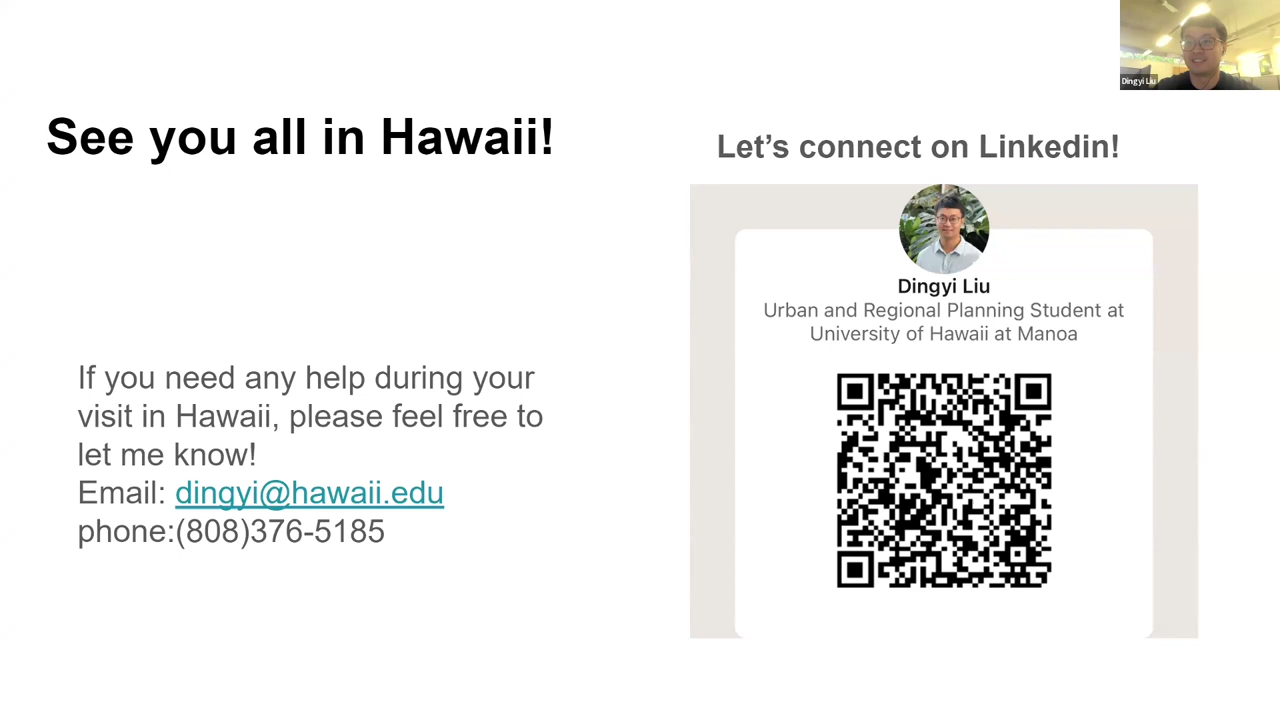 Dingyi Liu
See you all in Hawaii!
Let’s connect on Linkedin!
Dingyi Liu
Urban and Regional Planning Student at
University of Hawaii at Manoa
If you need any help during your
visit in Hawaii, please feel free to
let me know!
Email: dingyi@hawaii.edu
phone:(808)376-5185